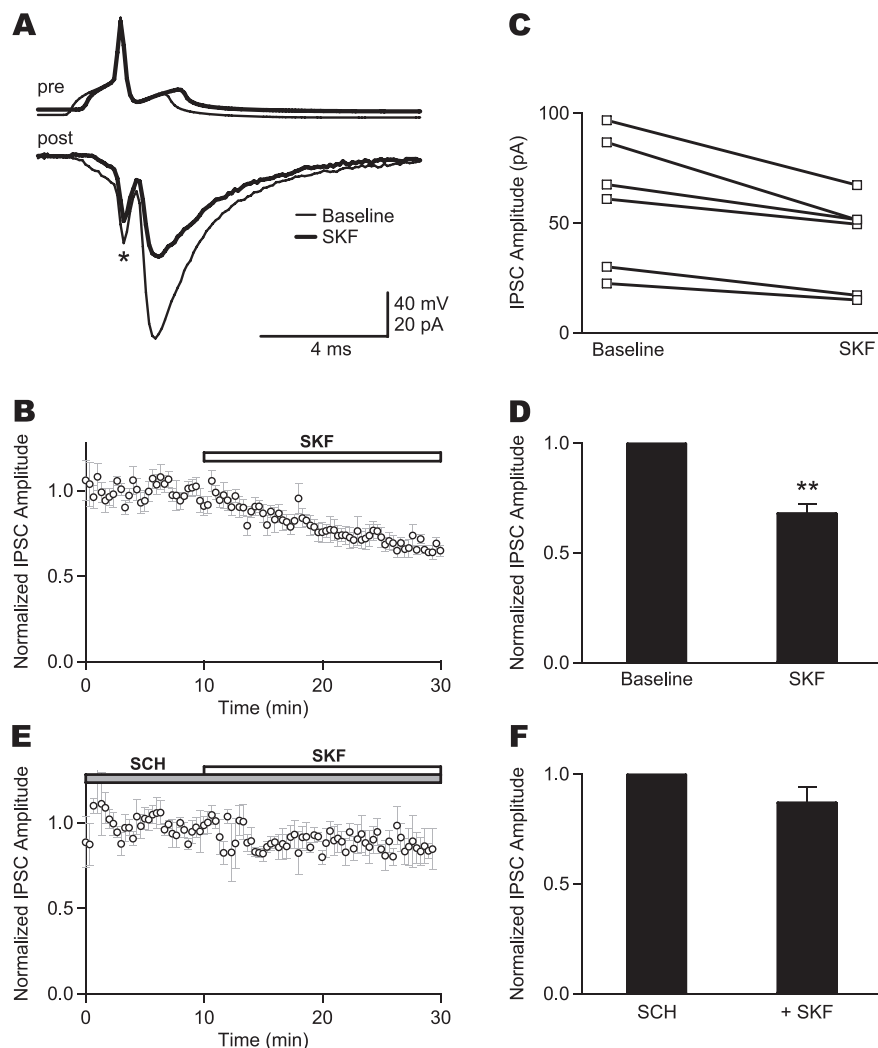 A
pre
post
Baseline
SKF
*
40 mV
20 pA
4 ms
C
IPSC Amplitude (pA)
100
50
0
Baseline
SKF
B
SKF
Normalized IPSC Amplitude
1.0
0.5
0.0
0
10
20
30
Time (min)
D
Normalized IPSC Amplitude
1.0
0.5
0.0
**
Baseline
SKF
E
SCH
SKF
Normalized IPSC Amplitude
1.0
0.5
0.0
0
10
20
30
Time (min)
F
Normalized IPSC Amplitude
1.0
0.5
0.0
SCH
+ SKF